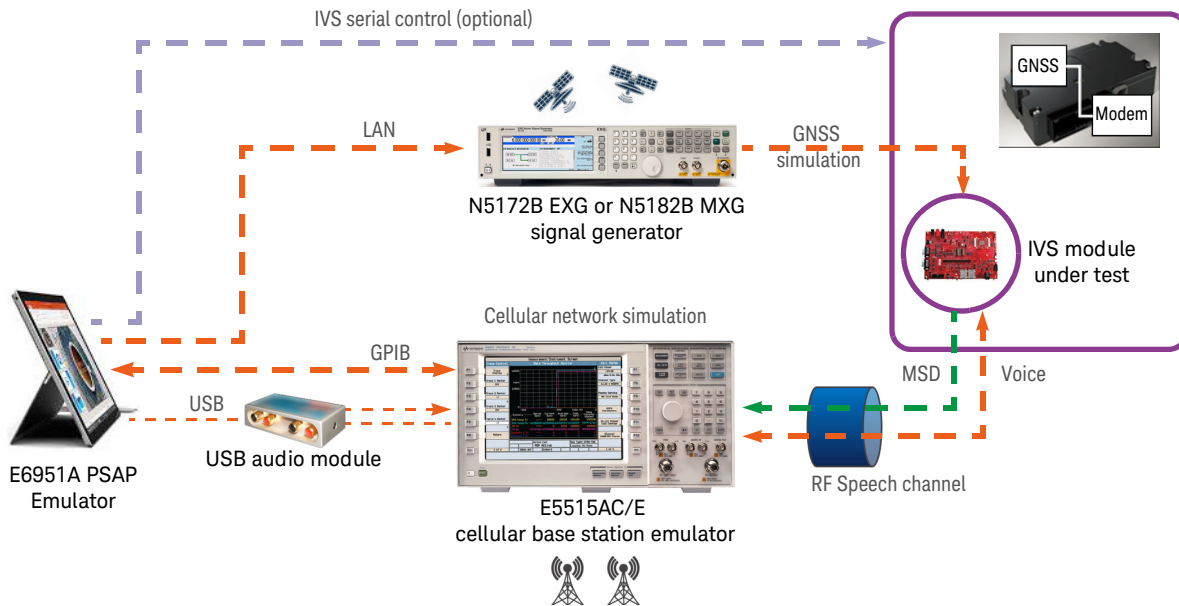 IVS serial control (optional)
GNSS
Modem
LAN
GNSS
simulation
EXG
N5172B EXG or N5182B MXG
signal generator
IVS module
under test
Cellular network simulation
GPIB
MSD
Voice
USB
USB audio module
E6951A PSAP
Emulator
RF Speech channel
E5515AC/E
cellular base station emulator